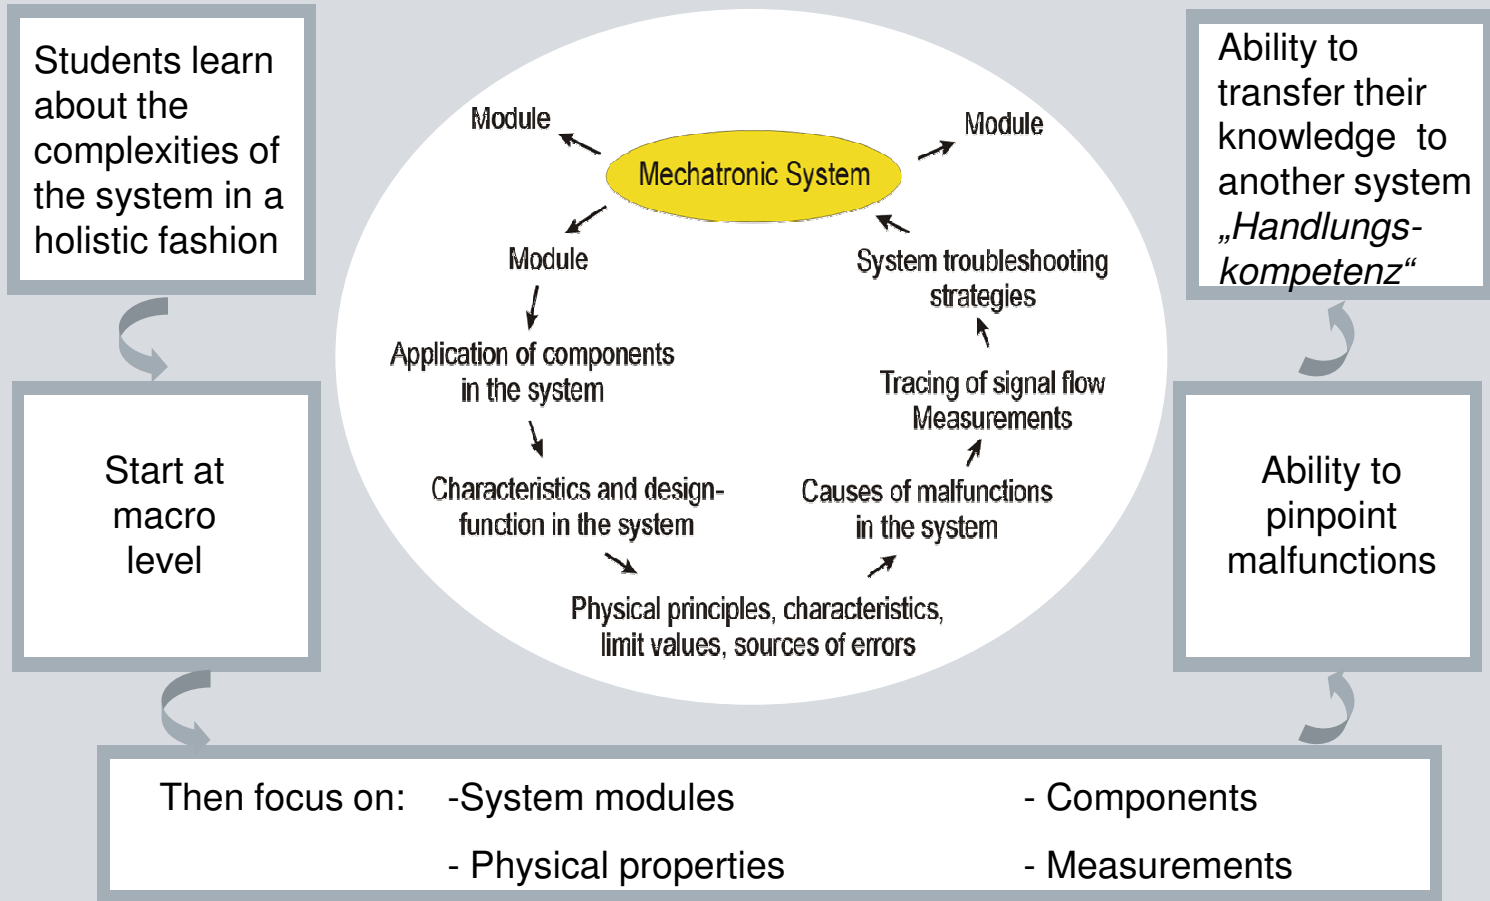 Students learn
about the
complexities of
the system in a
holistic fashion
Start at
macro
level
Module
Module
Mechatronic System
Module
Application of components
in the system
Characteristics and design-
function in the system
Physical principles, characteristics,
limit values, sources of errors
Causes of malfunctions
in the system
Tracing of signal flow
Measurements
System troubleshooting
strategies
Ability to
transfer their
knowledge to
another system
„Handlungs-
kompetenz“
Ability to
pinpoint
malfunctions
Then focus on: -System modules - Components
- Physical properties - Measurements